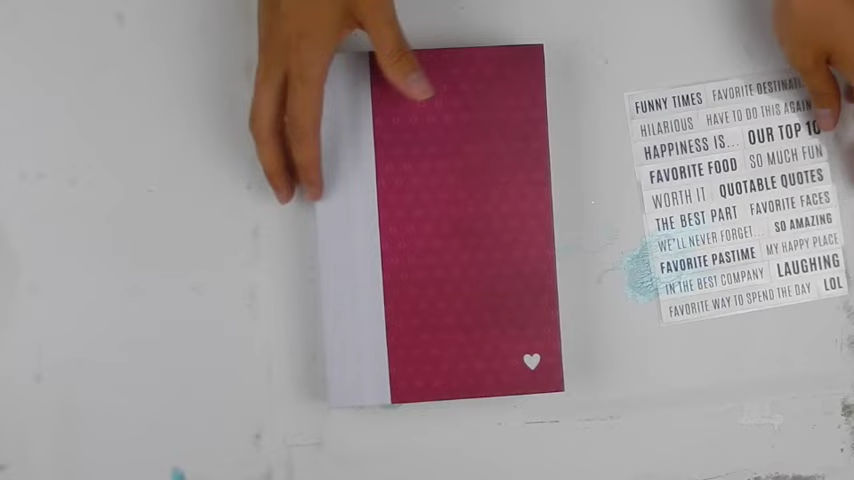 FUNNY TIMES FAVORITE
HILARIOUS HAVE TO DO THIS AGAIN
HAPPINESS IS... OUR TOP 10
FAVORITE FOOD SO MUCH FUN
WORTH IT QUOTABLE QUOTES
THE BEST PART FAVORITE FACES
WE'LL NEVER FORGET... SO AMAZING
FAVORITE PASTIME MY HAPPY PLACE
IN THE BEST COMPANY LAUGHING
FAVORITE WAY TO SPEND THE DAY LOL